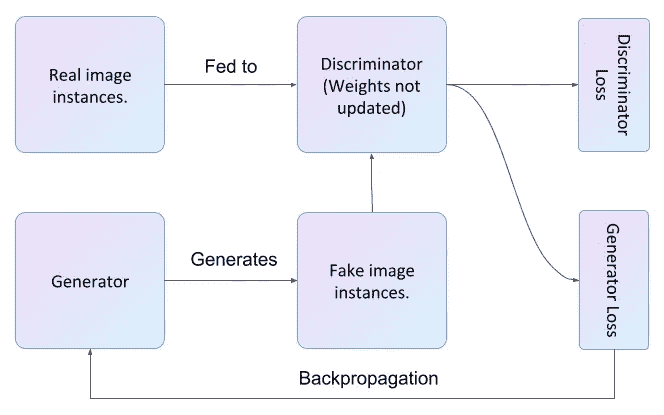 Real image
instances.
Fed to
Discriminator
(Weights not
updated)
Discriminator
Loss
Generator
Generates
Fake image
instances.
Generator Loss
Backpropagation